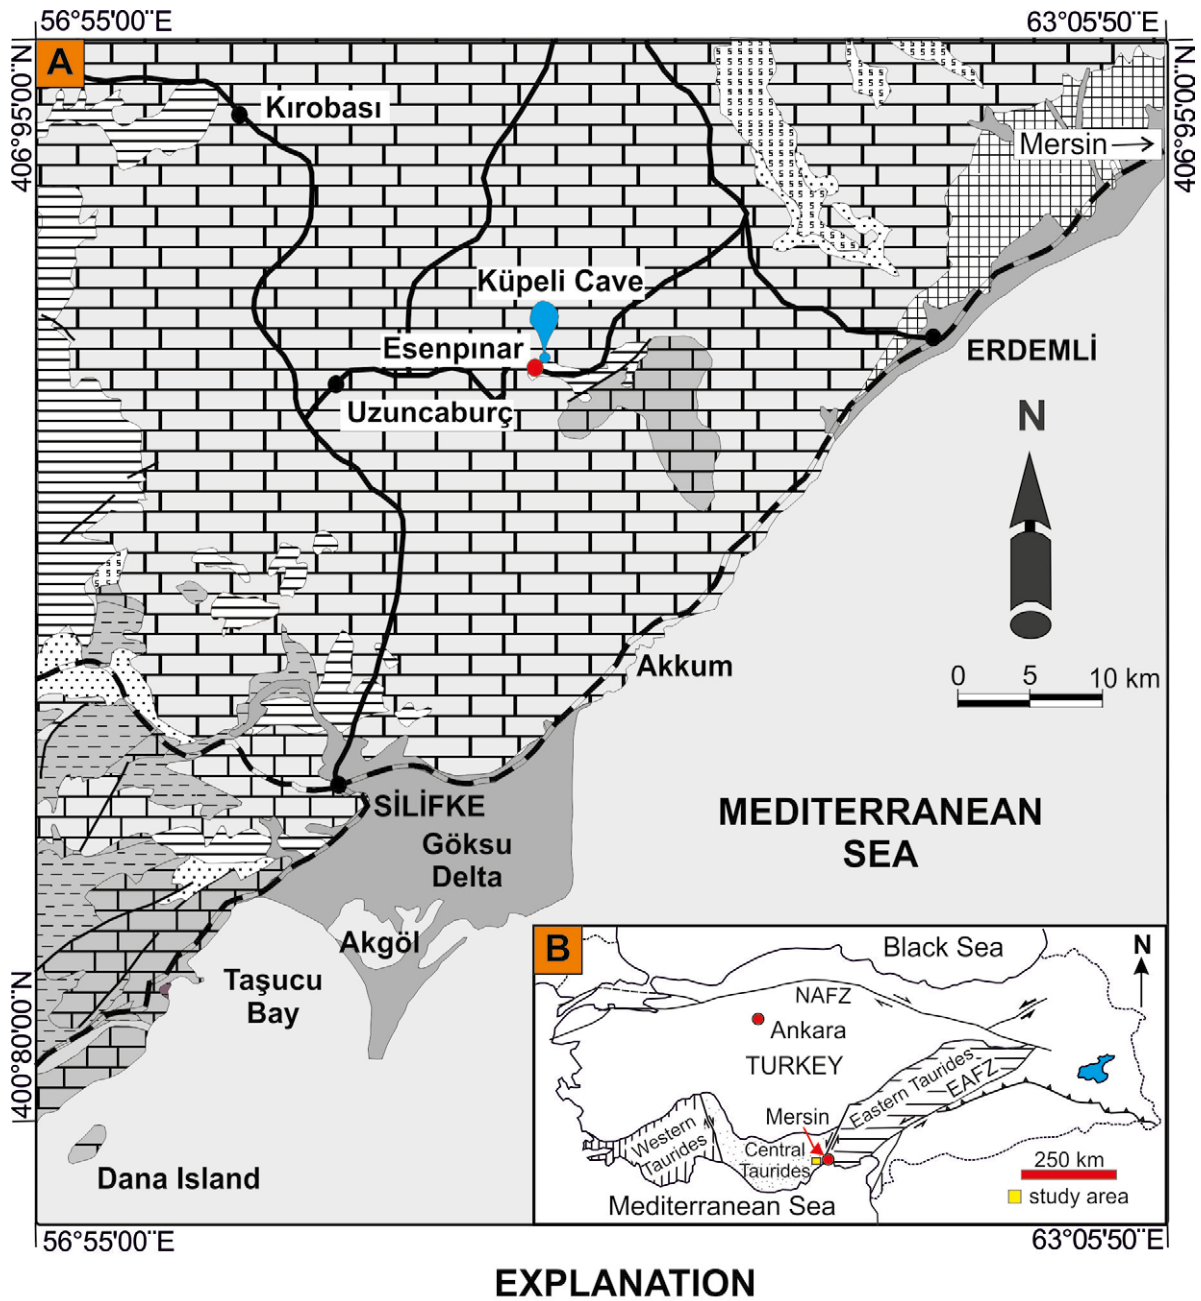 56°55'00¨E
63°05'50¨E
406°95'00¨N
406°95'00¨N
A
Kırobası
Mersin
Küpeli Cave
Esenpınar
ERDEMLİ
Uzuncaburç
N
Akkum
0 5 10 km
SİLİFKE
MEDITERRANEAN
SEA
Göksu
Delta
Akgöl
Taşucu
Bay
400°80'00¨N
Dana Island
B
Black Sea
N
NAFZ
Ankara
TURKEY
Eastern Taurides
EAFZ
Mersin
Western
Taurides
Central
Taurides
250 km
study area
Mediterranean Sea
56°55'00¨E
63°05'50¨E
EXPLANATION